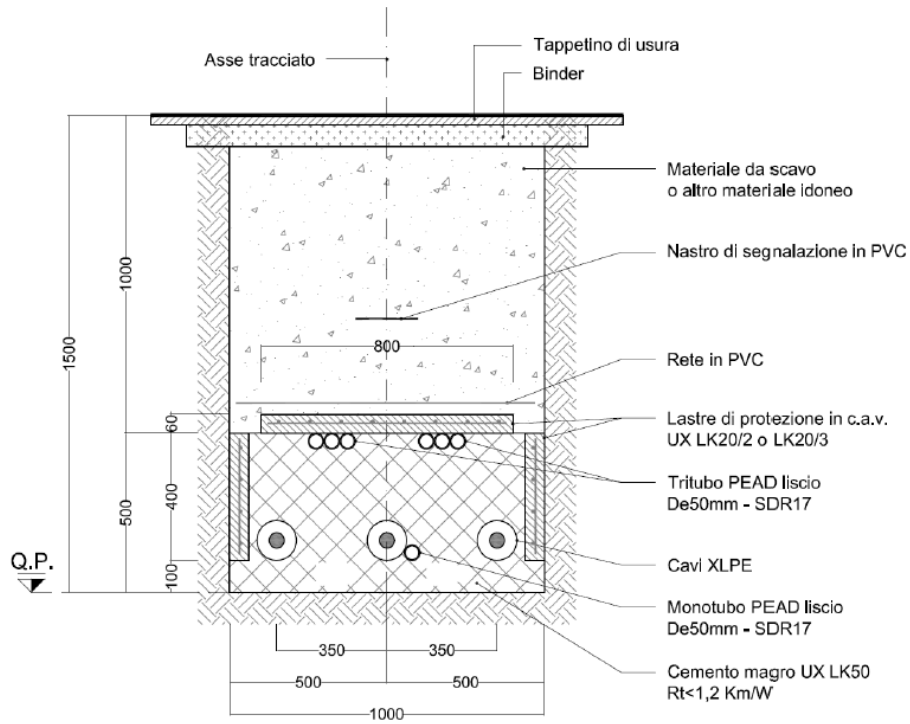 Asse tracciato
Tappetino di usura
Binder
Materiale da scavo
o altro materiale idoneo
Nastro di segnalazione in PVC
1000
1500
800
Rete in PVC
60
Lastre di protezione in c.a.v.
UX LK20/2 o LK20/3
Tritubo PEAD liscio
De50mm - SDR17
400
500
Cavi XLPE
Q.P.
100
Monotubo PEAD liscio
De50mm - SDR17
350
350
Cemento magro UX LK50
Rt<1,2 Km/W
500
500
1000